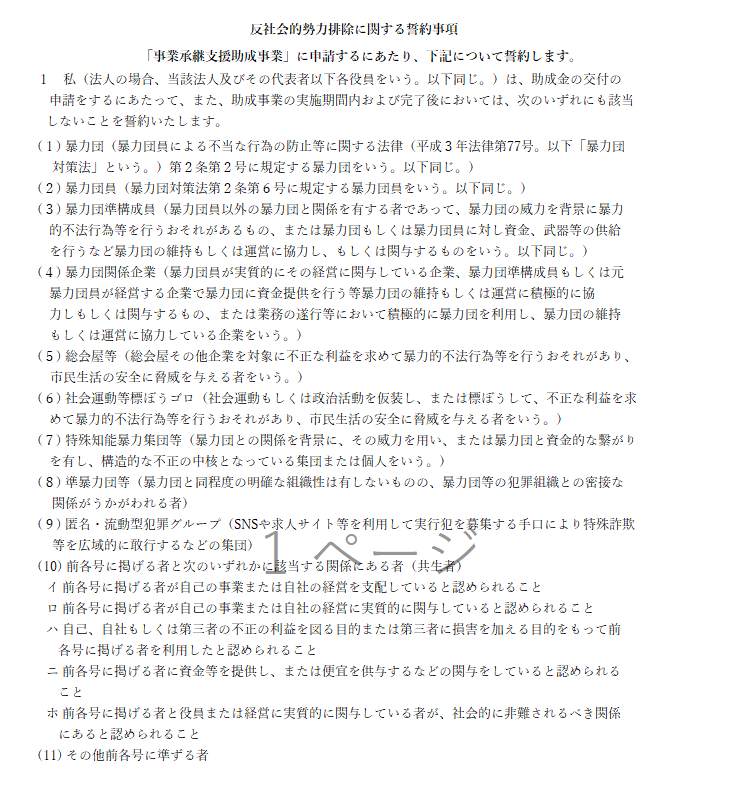 反社会的勢力排除に関する誓約事項
「事業承継支援助成事業」に申請するにあたり、下記について誓約します。
1　私（法人の場合、当該法人及びその代表者以下各役員をいう。以下同じ。）は、助成金の交付の
申請をするにあたって、また、助成事業の実施期間内および完了後においては、次のいずれにも該当
しないことを誓約いたします。
(1)暴力団（暴力団員による不当な行為の防止等に関する法律（平成３年法律第77号。以下「暴力団
対策法」という。）第２条第２号に規定する暴力団をいう。以下同じ。）
(2)暴力団員（暴力団対策法第２条第６号に規定する暴力団員をいう。以下同じ。）
(3)暴力団準構成員（暴力団員以外の暴力団と関係を有する者であって、暴力団の威力を背景に暴力
的不法行為等を行うおそれがあるもの、または暴力団もしくは暴力団員に対し資金、武器等の供給
を行うなど暴力団の維持もしくは運営に協力し、もしくは関与するものをいう。以下同じ。）
(4)暴力団関係企業（暴力団員が実質的にその経営に関与している企業、暴力団準構成員もしくは元
暴力団員が経営する企業で暴力団に資金提供を行う等暴力団の維持もしくは運営に積極的に協
力しもしくは関与するもの、または業務の遂行等において積極的に暴力団を利用し、暴力団の維持
もしくは運営に協力している企業をいう。）
(5)総会屋等（総会屋その他企業を対象に不正な利益を求めて暴力的不法行為等を行うおそれがあり、
市民生活の安全に脅威を与える者をいう。）
(6)社会運動等標ぼうゴロ（社会運動もしくは政治活動を仮装し、または標ぼうして、不正な利益を求
めて暴力的不法行為等を行うおそれがあり、市民生活の安全に脅威を与える者をいう。）
(7)特殊知能暴力集団等（暴力団との関係を背景に、その威力を用い、または暴力団と資金的な繋がり
を有し、構造的な不正の中核となっている集団または個人をいう。）
(8)準暴力団等（暴力団と同程度の明確な組織性は有しないものの、暴力団等の犯罪組織との密接な
関係がうかがわれる者）
(9)匿名・流動型犯罪グループ（SNSや求人サイト等を利用して実行犯を募集する手口により特殊詐欺
等を広域的に敢行するなどの集団）
1 ページ
(10)前各号に掲げる者と次のいずれかに該当する関係にある者（共生者）
イ 前各号に掲げる者が自己の事業または自社の経営を支配していると認められること
ロ 前各号に掲げる者が自己の事業または自社の経営に実質的に関与していると認められること
ハ 自己、自社もしくは第三者の不正の利益を図る目的または第三者に損害を加える目的をもって前
各号に掲げる者を利用したと認められること
ニ 前各号に掲げる者に資金等を提供し、または便宜を供与するなどの関与をしていると認められる
こと
ホ 前各号に掲げる者と役員または経営に実質的に関与している者が、社会的に非難されるべき関係
にあると認められること
(11)その他前各号に準ずる者